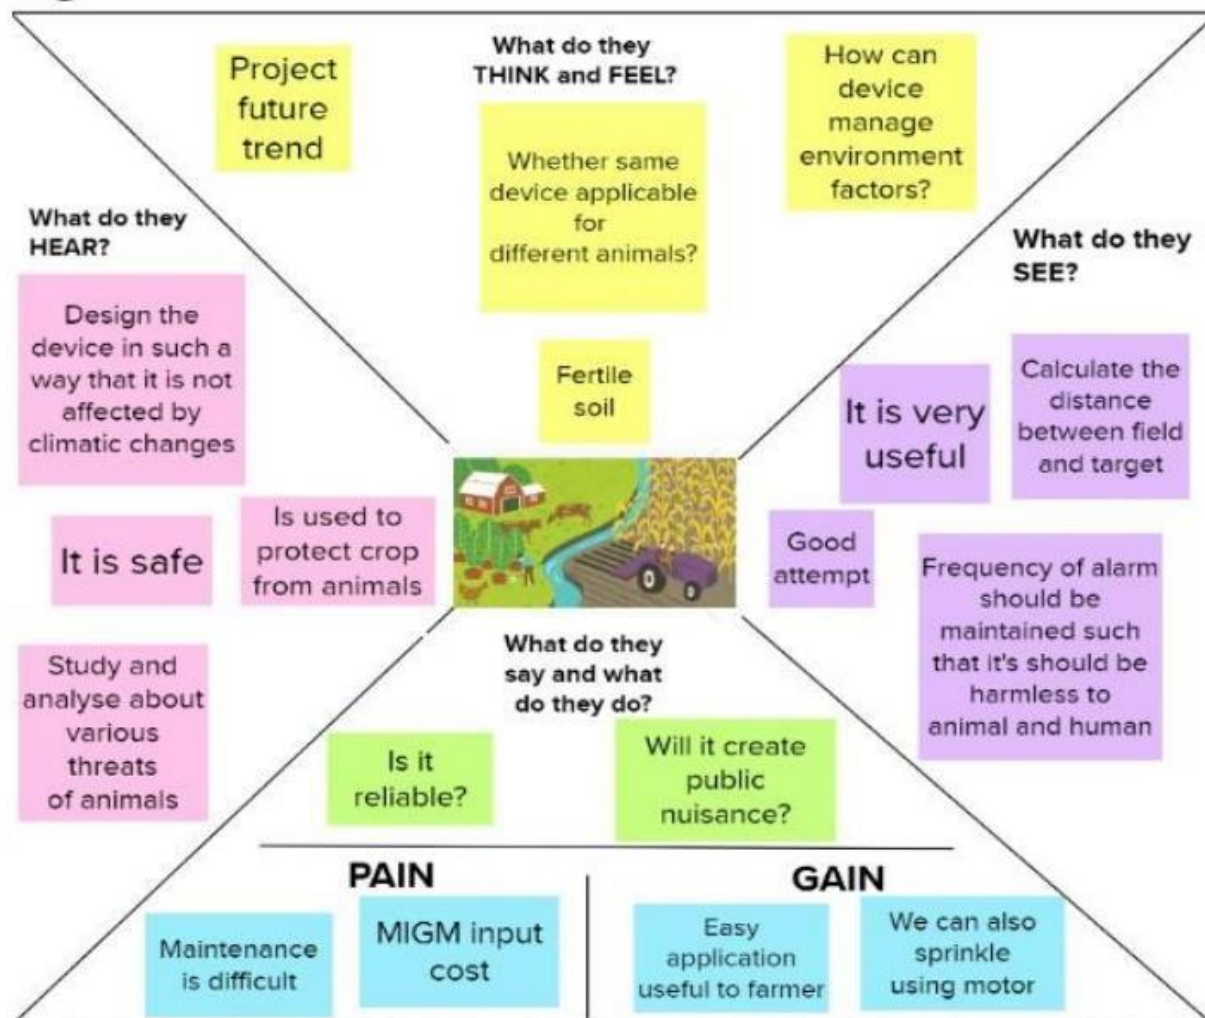 What do they
THINK and FEEL?
Project
future
trend
Whether same
device applicable
for
different animals?
How can
device
manage
environment
factors?
Fertile
soil
What do they
HEAR?
Design the
device in such a
way that it is not
affected by
climatic changes
It is safe
Is used to
protect crop
from animals
Study and
analyse about
various
threats
of animals
What do they
SEE?
It is very
useful
Calculate the
distance
between field
and target
Good
attempt
Frequency of alarm
should be
maintained such
that it's should be
harmless to
animal and human
What do they
say and what
do they do?
Is it
reliable?
Will it create
public
nuisance?
PAIN
Maintenance
is difficult
MIGM input
cost
GAIN
Easy
application
useful to farmer
We can also
sprinkle
using motor